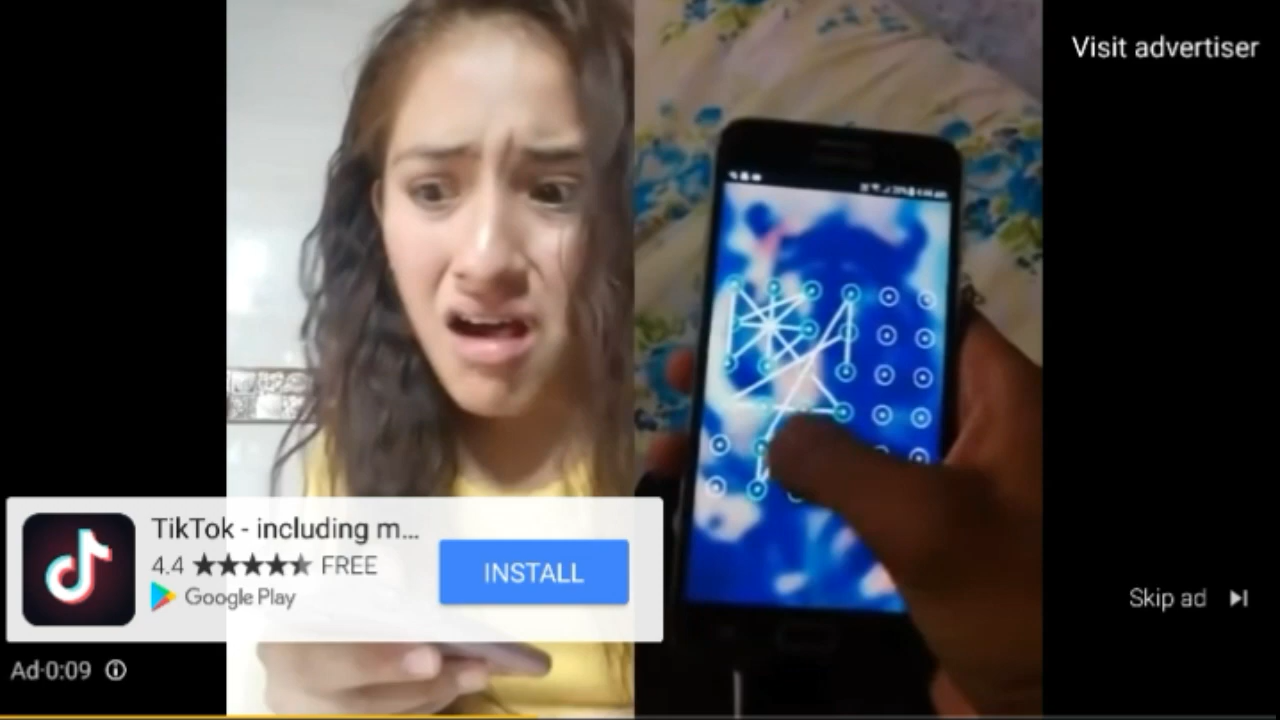 Visit advertiser
TikTok - including m...
4.4 ★★★★★ FREE
Google Play
INSTALL
Skip ad
Ad·0:09